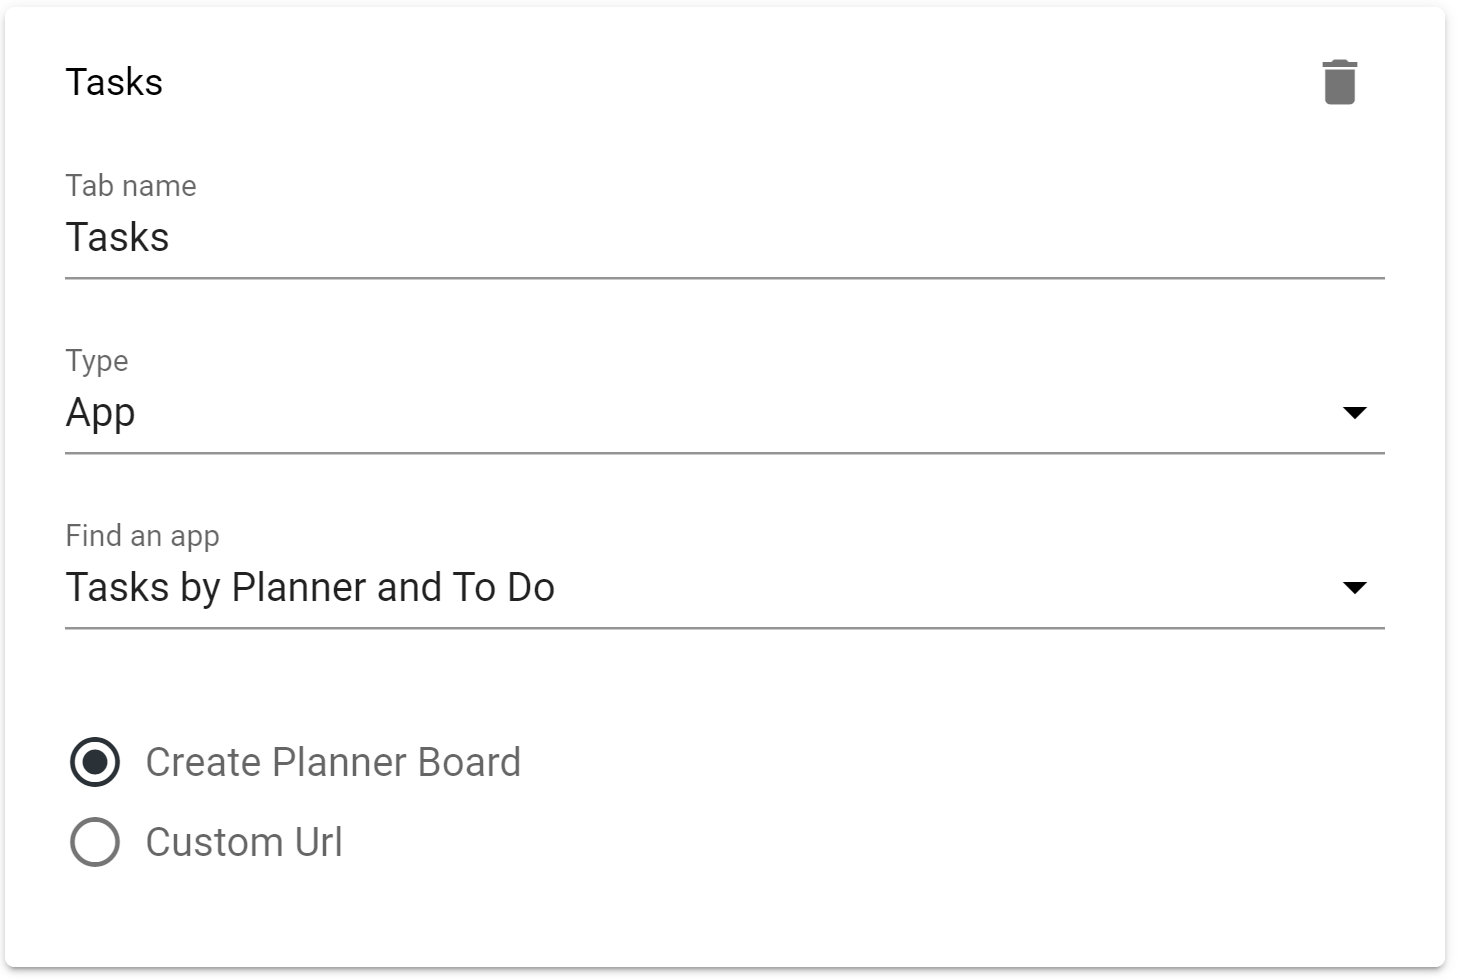 Tasks
Tab name
Tasks
Type
App
Find an app
Tasks by Planner and To Do
Create Planner Board
Custom Url